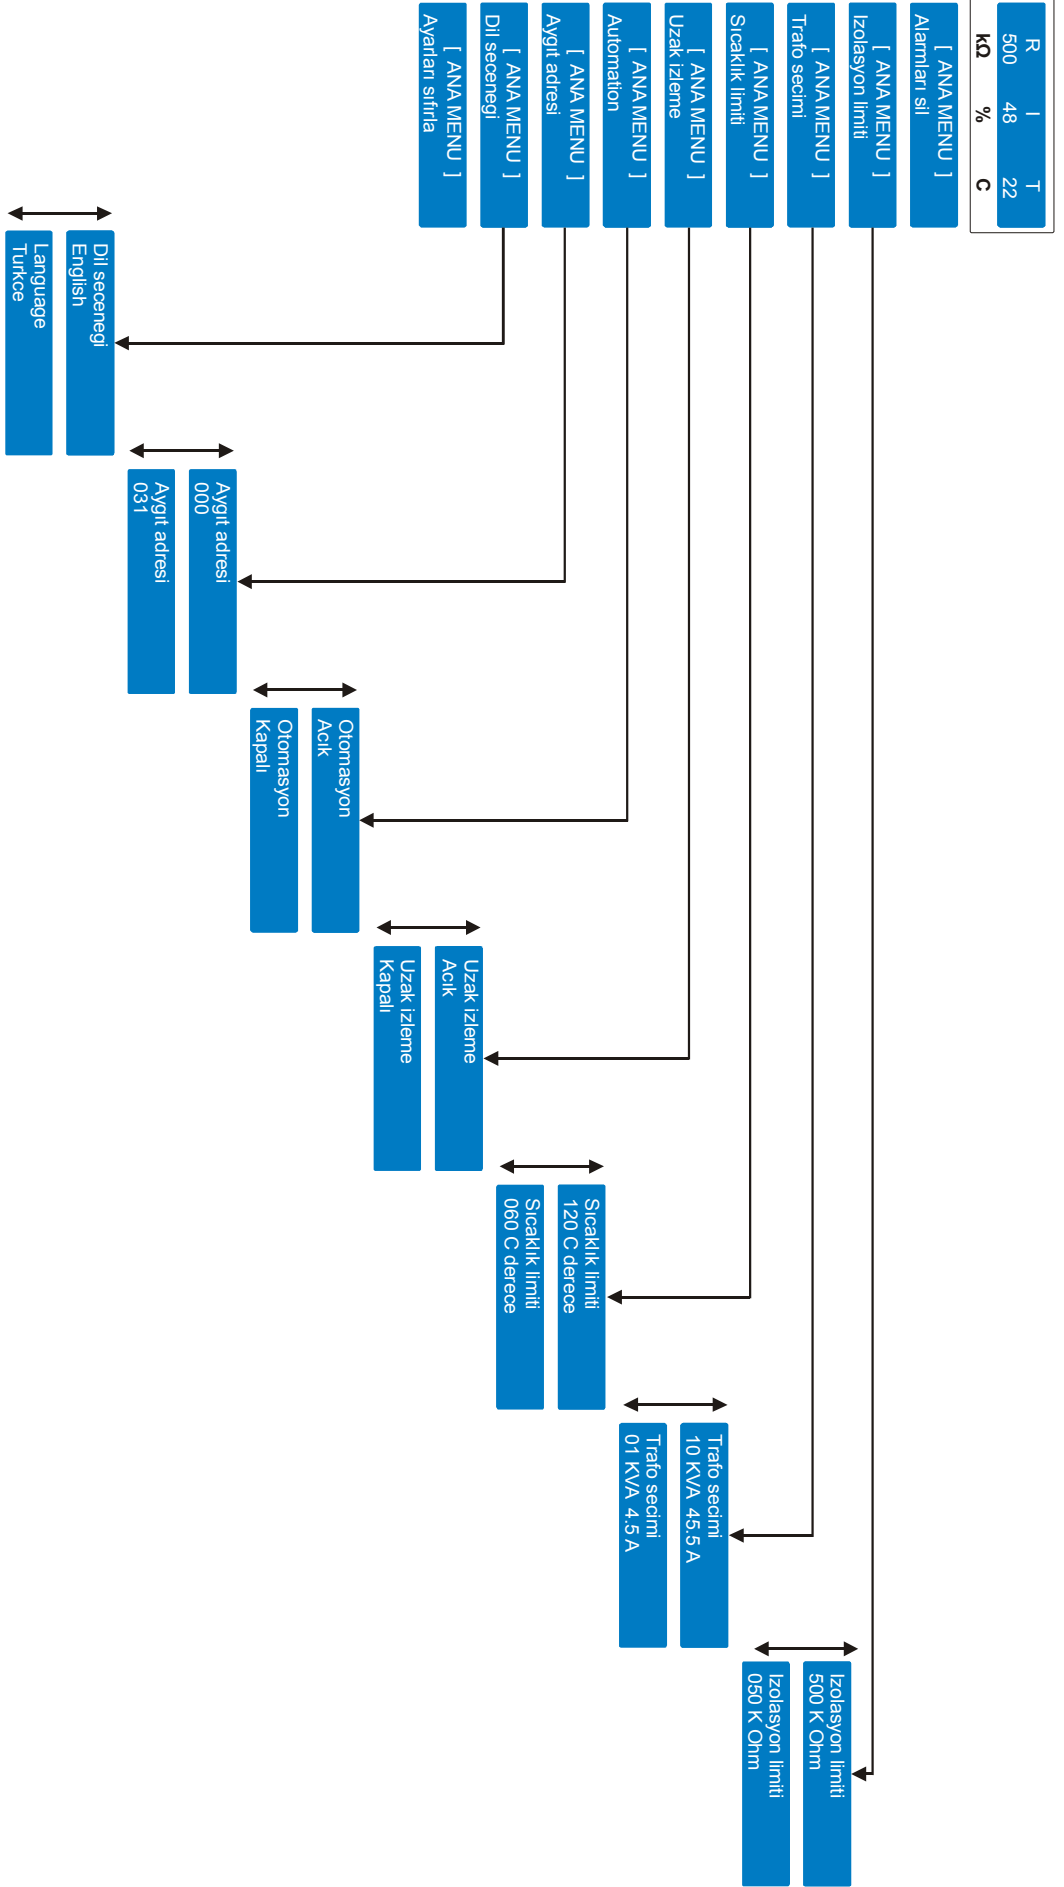 R I T
500 48 22
kΩ % C
[ ANA MENU ]
Alarmları sil
[ ANA MENU ]
Izolasyon limiti
[ ANA MENU ]
Trafo secimi
[ ANA MENU ]
Sıcaklık limiti
[ ANA MENU ]
Uzak izleme
[ ANA MENU ]
Automation
[ ANA MENU ]
Aygıt adresi
[ ANA MENU ]
Dil secenegi
[ ANA MENU ]
Ayarları sıfırla
Dil secenegi
English
Language
Turkce
Aygıt adresi
000
Aygıt adresi
031
Otomasyon
Acık
Otomasyon
Kapalı
Uzak izleme
Acık
Uzak izleme
Kapalı
Sıcaklık limiti
120 C derece
Sıcaklık limiti
060 C derece
Trafo secimi
10 KVA 45.5 A
Trafo secimi
01 KVA 4.5 A
Izolasyon limiti
500 K Ohm
Izolasyon limiti
050 K Ohm